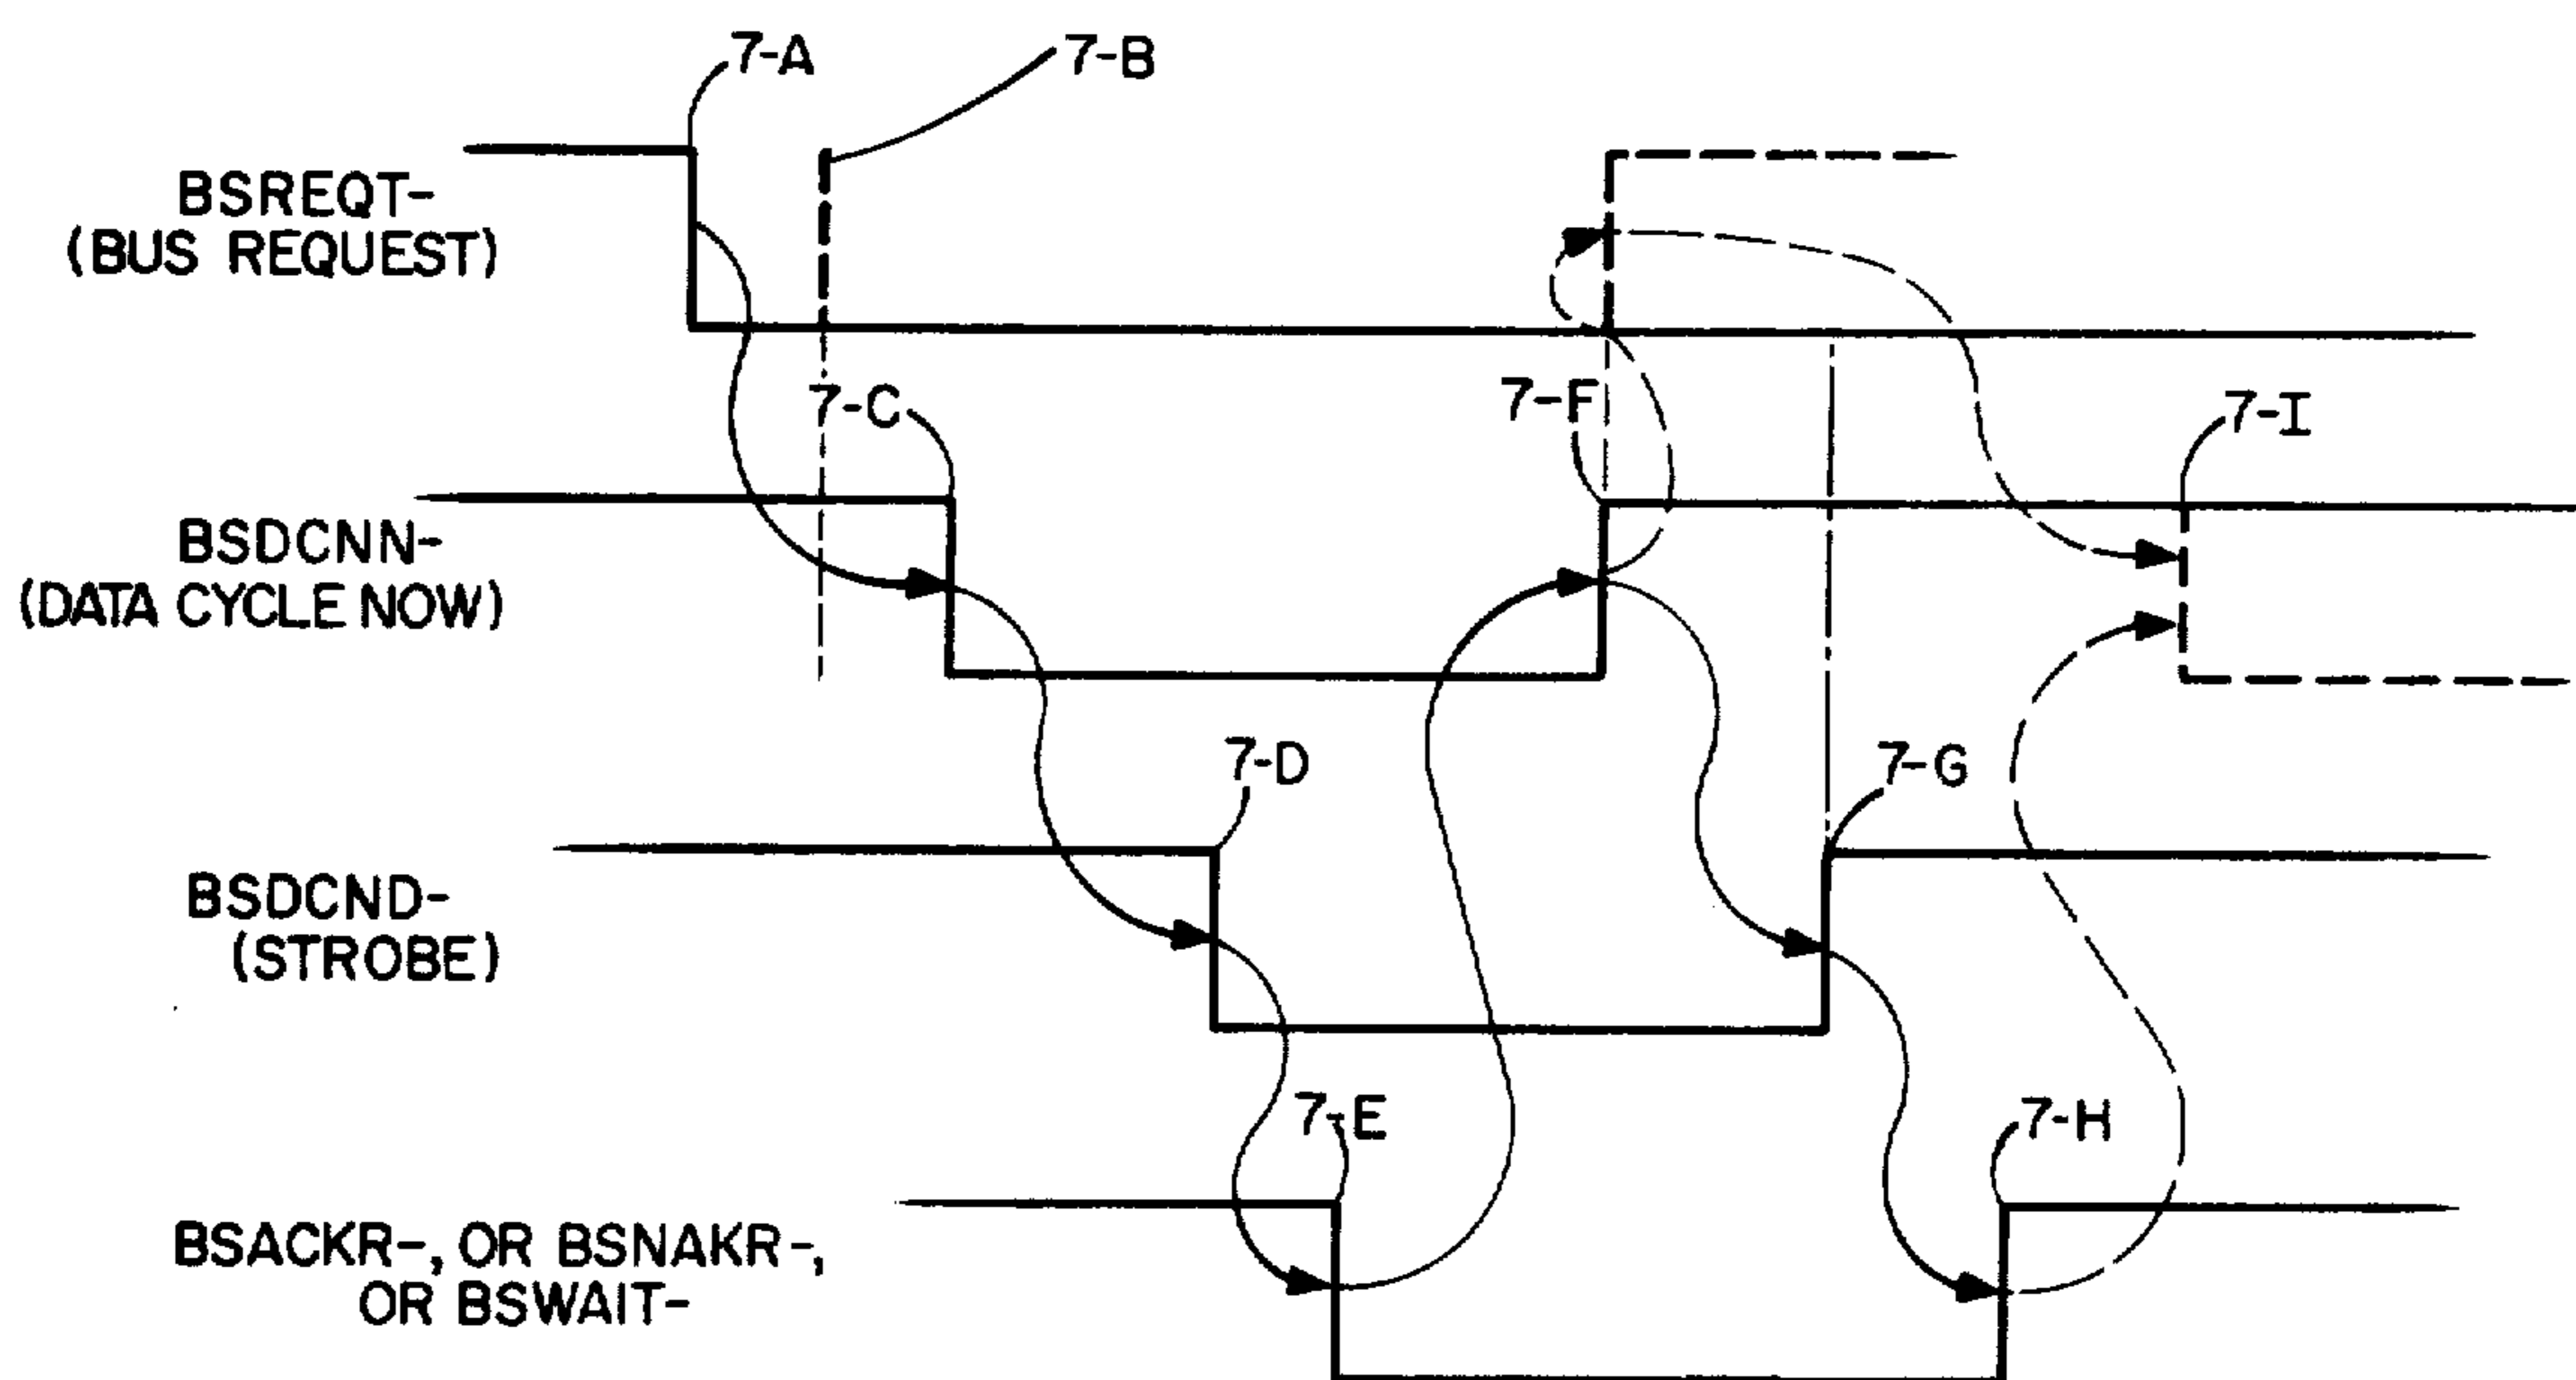 7-A
7-B
BSREQT-
(BUS REQUEST)
7-C
7-F
7-I
BSDCNN-
(DATA CYCLE NOW)
7-D
7-G
BSDCND-
(STROBE)
7-E
7-H
BSACKR-, OR BSNAKR-,
OR BSWAIT-